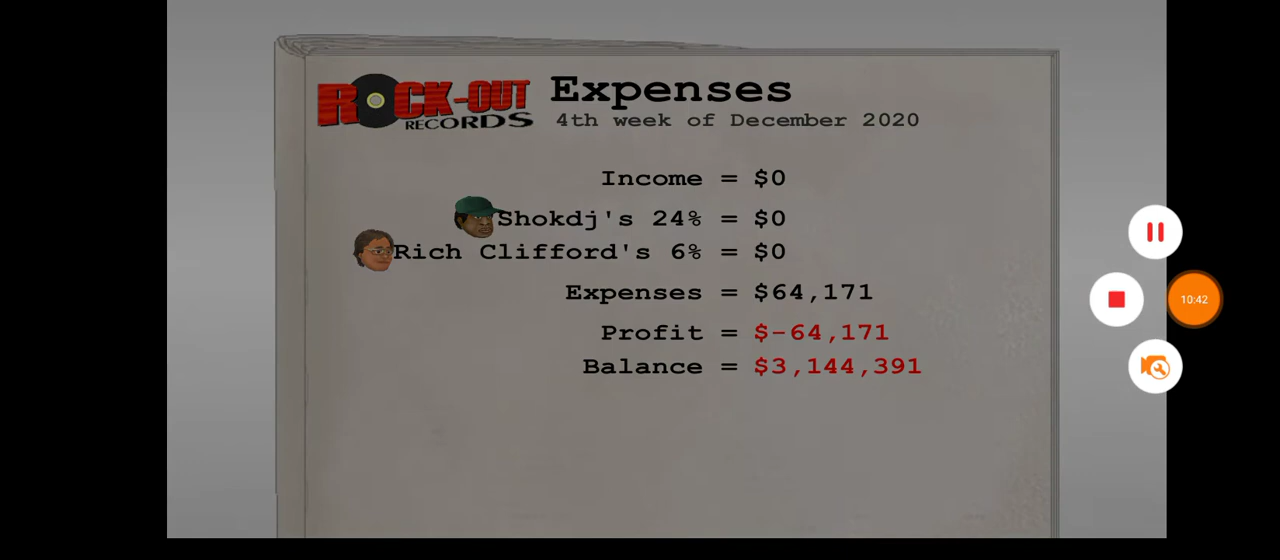 ROCK-OUT
RECORDS
Expenses
4th week of December 2020
Income = $0
Shokdj's 24% = $0
Rich Clifford's 6% = $0
Expenses = $64,171
Profit = $-64,171
Balance = $3,144,391
10:42